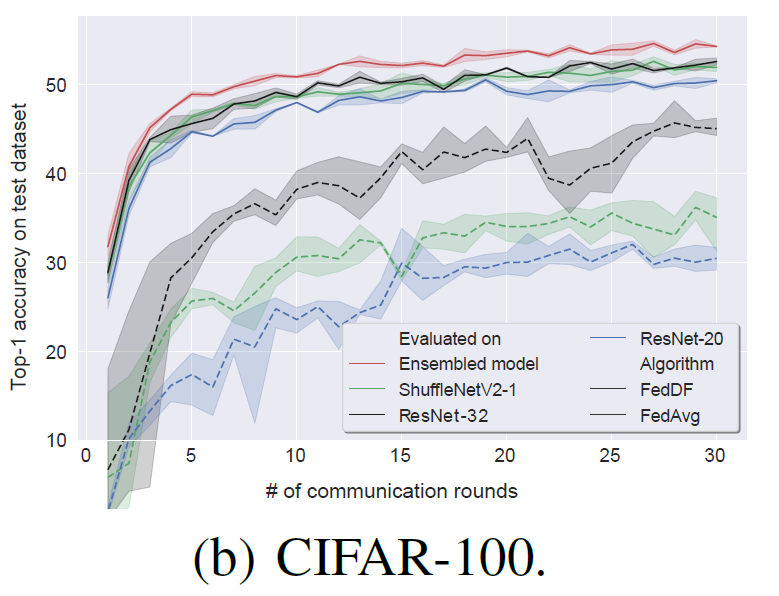 Top-1 accuracy on test dataset
50
40
30
20
10
Evaluated on
Ensembled model
ShuffleNetV2-1
ResNet-32
ResNet-20
Algorithm
FedDF
FedAvg
0 5 10 15 20 25 30
# of communication rounds
(b) CIFAR-100.